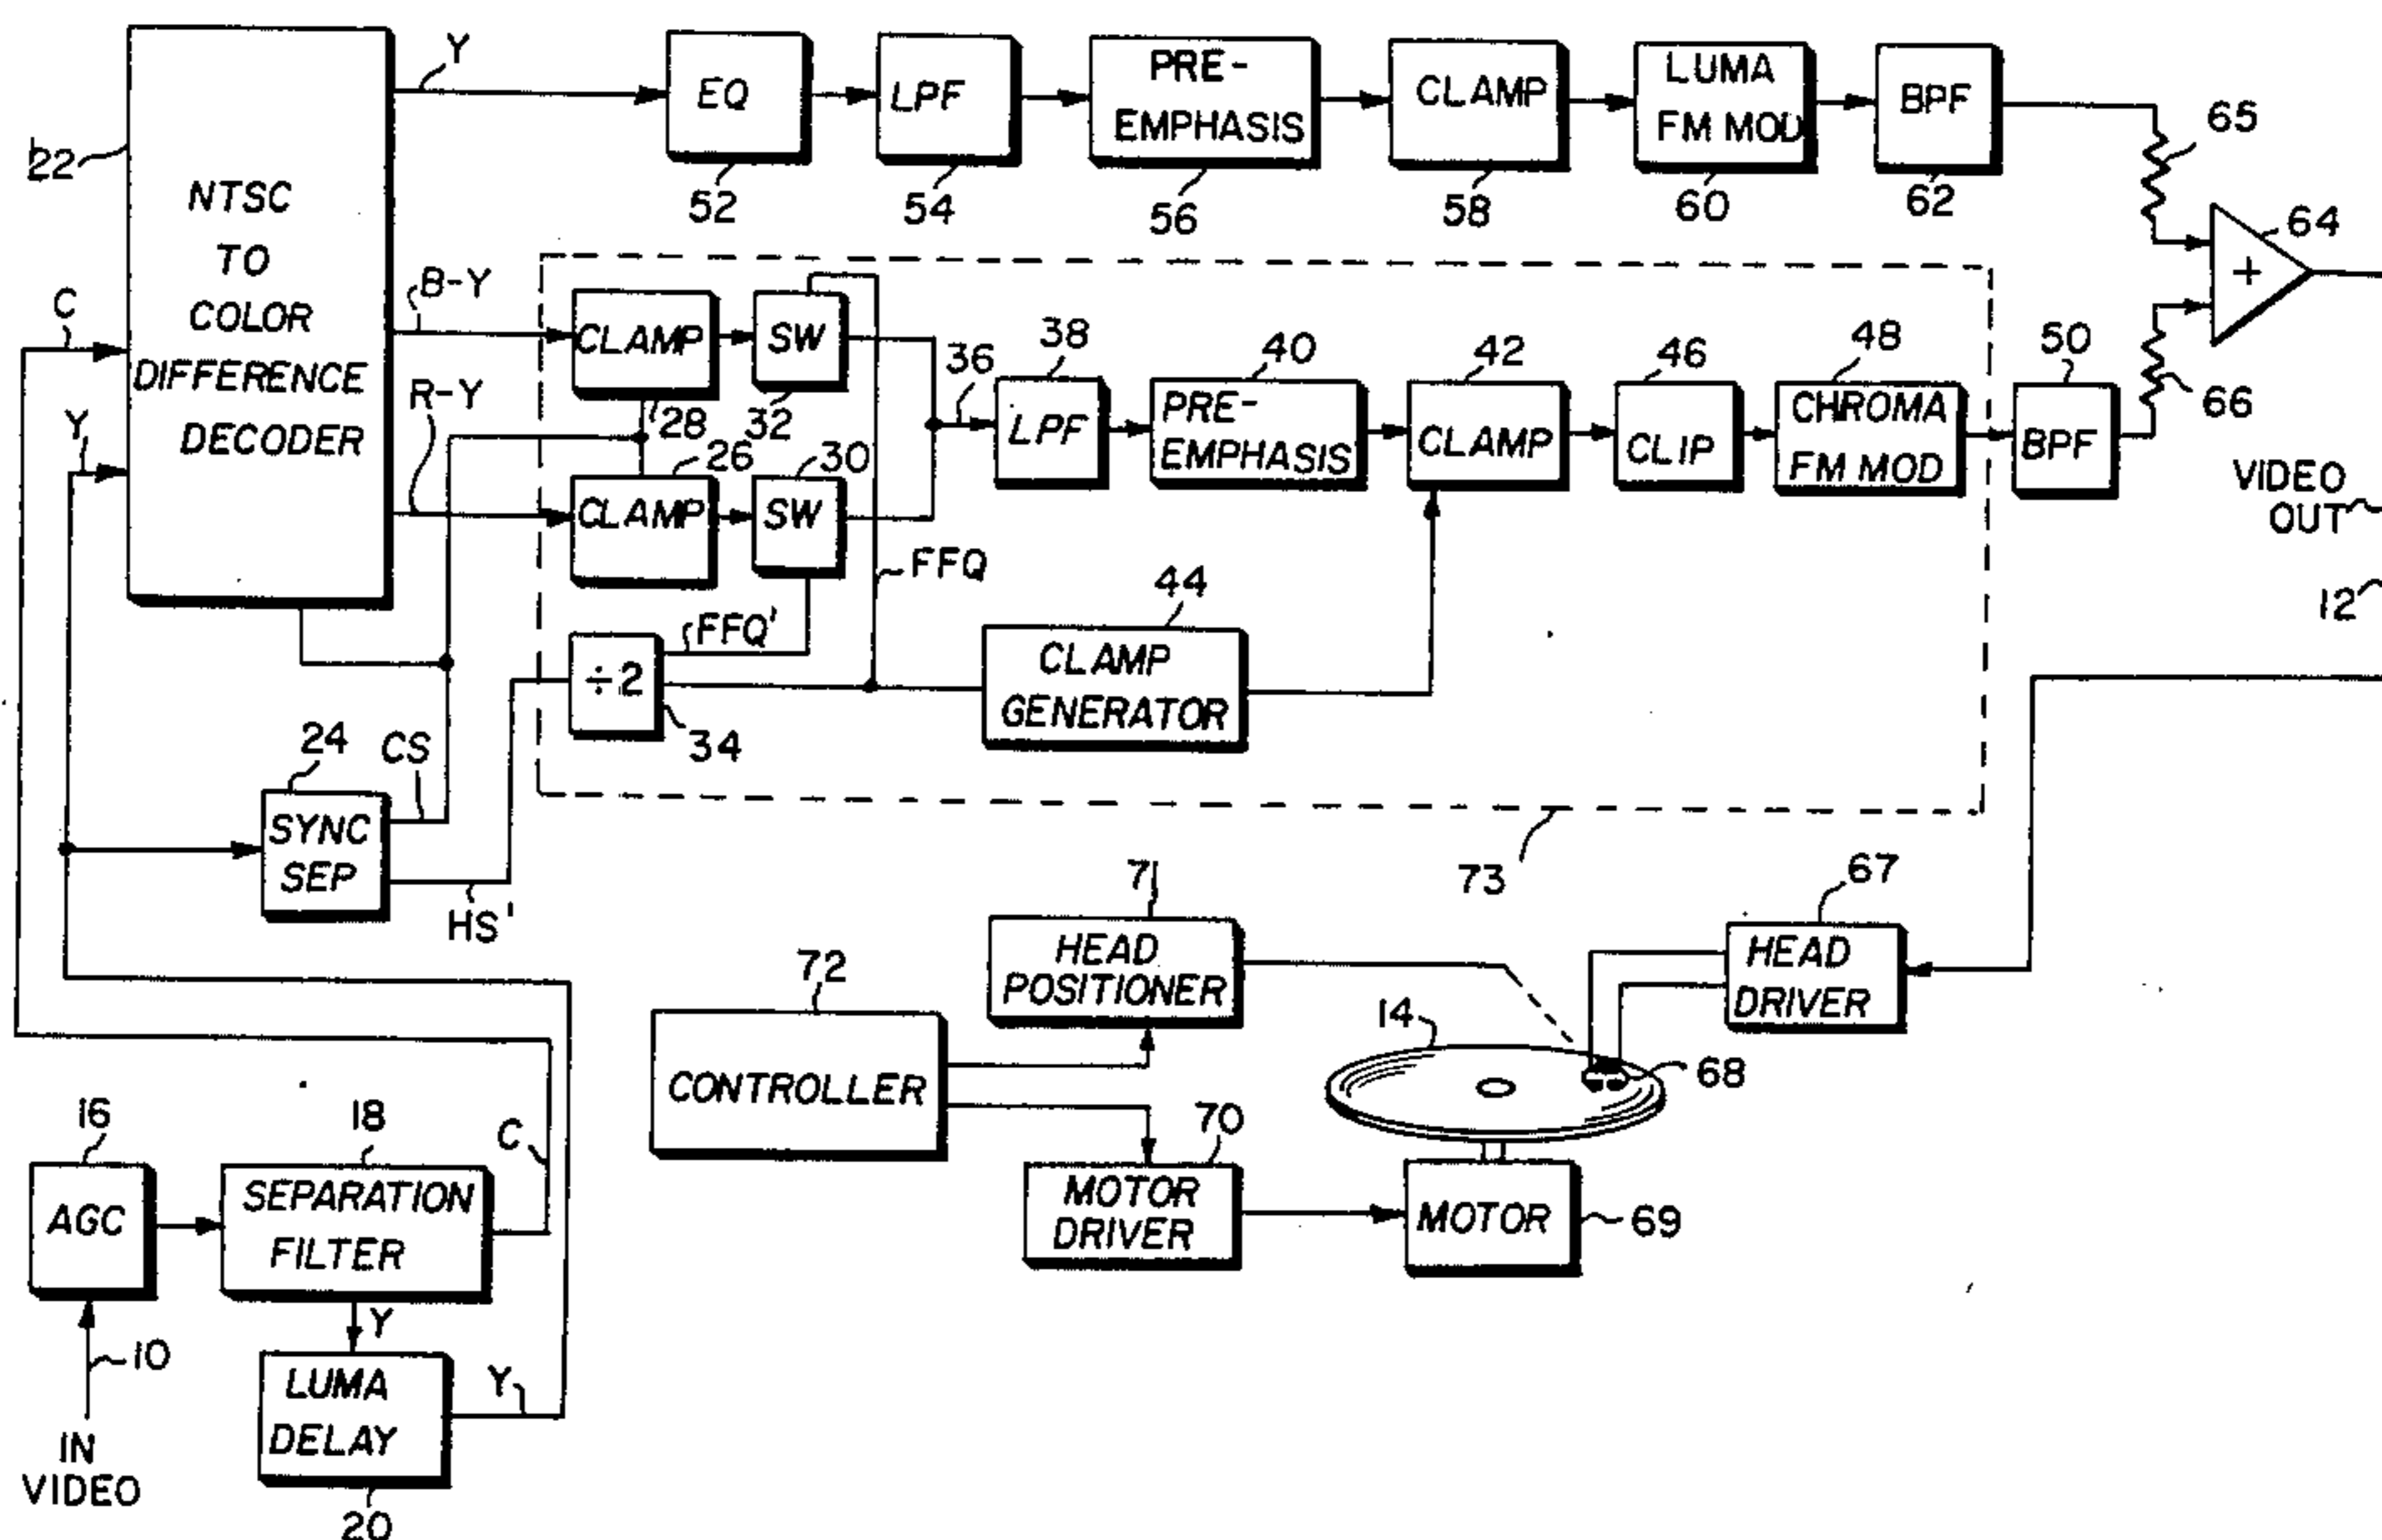 Y
EQ
52
LPF
54
PRE-
EMPHASIS
56
CLAMP
58
LUMA
FM MOD
60
BPF
62
65
64
+
66
22
NTSC
TO
COLOR
DIFFERENCE
DECODER
C
Y
B-Y
R-Y
CLAMP
28
SW
32
CLAMP
26
SW
30
36
LPF
38
PRE-
EMPHASIS
40
CLAMP
42
CLIP
46
CHROMA
FM MOD
48
BPF
50
VIDEO
OUT
12
FFQ
FFQ'
÷2
34
CLAMP
GENERATOR
44
73
24
SYNC
SEP
CS
HS'
71
HEAD
POSITIONER
72
CONTROLLER
67
HEAD
DRIVER
14
68
70
MOTOR
DRIVER
MOTOR
69
16
AGC
18
SEPARATION
FILTER
C
Y
10
IN
VIDEO
LUMA
DELAY
Y
20